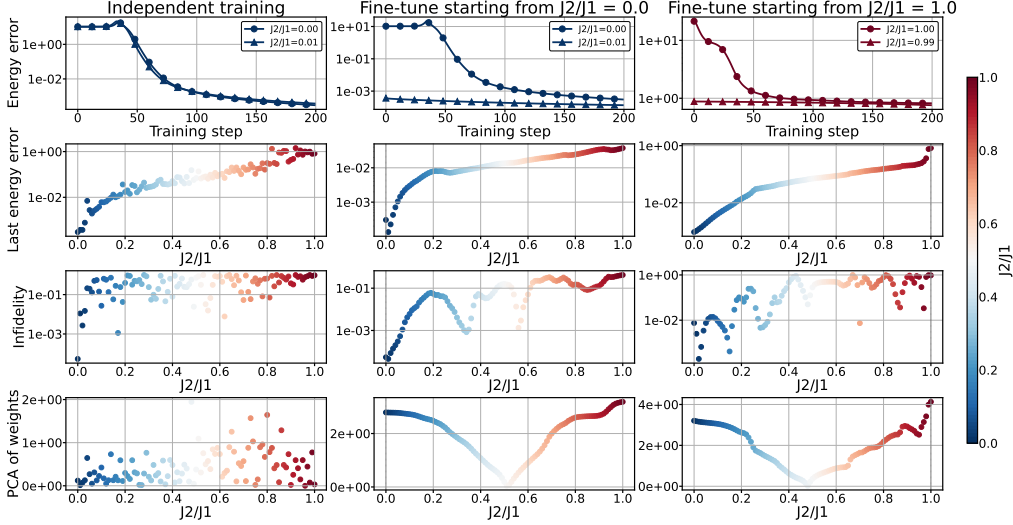 Independent training
Fine-tune starting from J2/J1 = 0.0
Fine-tune starting from J2/J1 = 1.0
Energy error
1e+00
1e-02
J2/J1=0.00
J2/J1=0.01
0 50 100 150 200
Training step
1e+01
1e-01
1e-03
J2/J1=0.00
J2/J1=0.01
0 50 100 150 200
Training step
1e+01
1e+00
J2/J1=1.00
J2/J1=0.99
0 50 100 150 200
Training step
Last energy error
1e+00
1e-02
0.0 0.2 0.4 0.6 0.8 1.0
J2/J1
1e-02
1e-03
0.0 0.2 0.4 0.6 0.8 1.0
J2/J1
1e+00
1e-02
0.0 0.2 0.4 0.6 0.8 1.0
J2/J1
Infidelity
1e-01
1e-03
0.0 0.2 0.4 0.6 0.8 1.0
J2/J1
1e-01
1e-03
0.0 0.2 0.4 0.6 0.8 1.0
J2/J1
1e+00
1e-02
0.0 0.2 0.4 0.6 0.8 1.0
J2/J1
PCA of weights
2e+00
1e+00
0e+00
0.0 0.2 0.4 0.6 0.8 1.0
J2/J1
2e+00
0e+00
0.0 0.2 0.4 0.6 0.8 1.0
J2/J1
4e+00
2e+00
0e+00
0.0 0.2 0.4 0.6 0.8 1.0
J2/J1
1.0
0.8
0.6
0.4
0.2
0.0
J2/J1